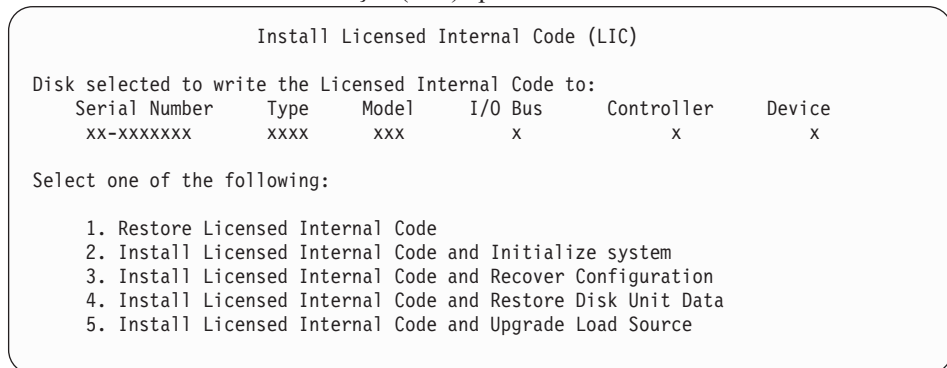 Install Licensed Internal Code (LIC)
Disk selected to write the Licensed Internal Code to:
Serial Number Type Model I/O Bus Controller Device
xx-xxxxxxx xxxx xxx x x x
Select one of the following:
1. Restore Licensed Internal Code
2. Install Licensed Internal Code and Initialize system
3. Install Licensed Internal Code and Recover Configuration
4. Install Licensed Internal Code and Restore Disk Unit Data
5. Install Licensed Internal Code and Upgrade Load Source